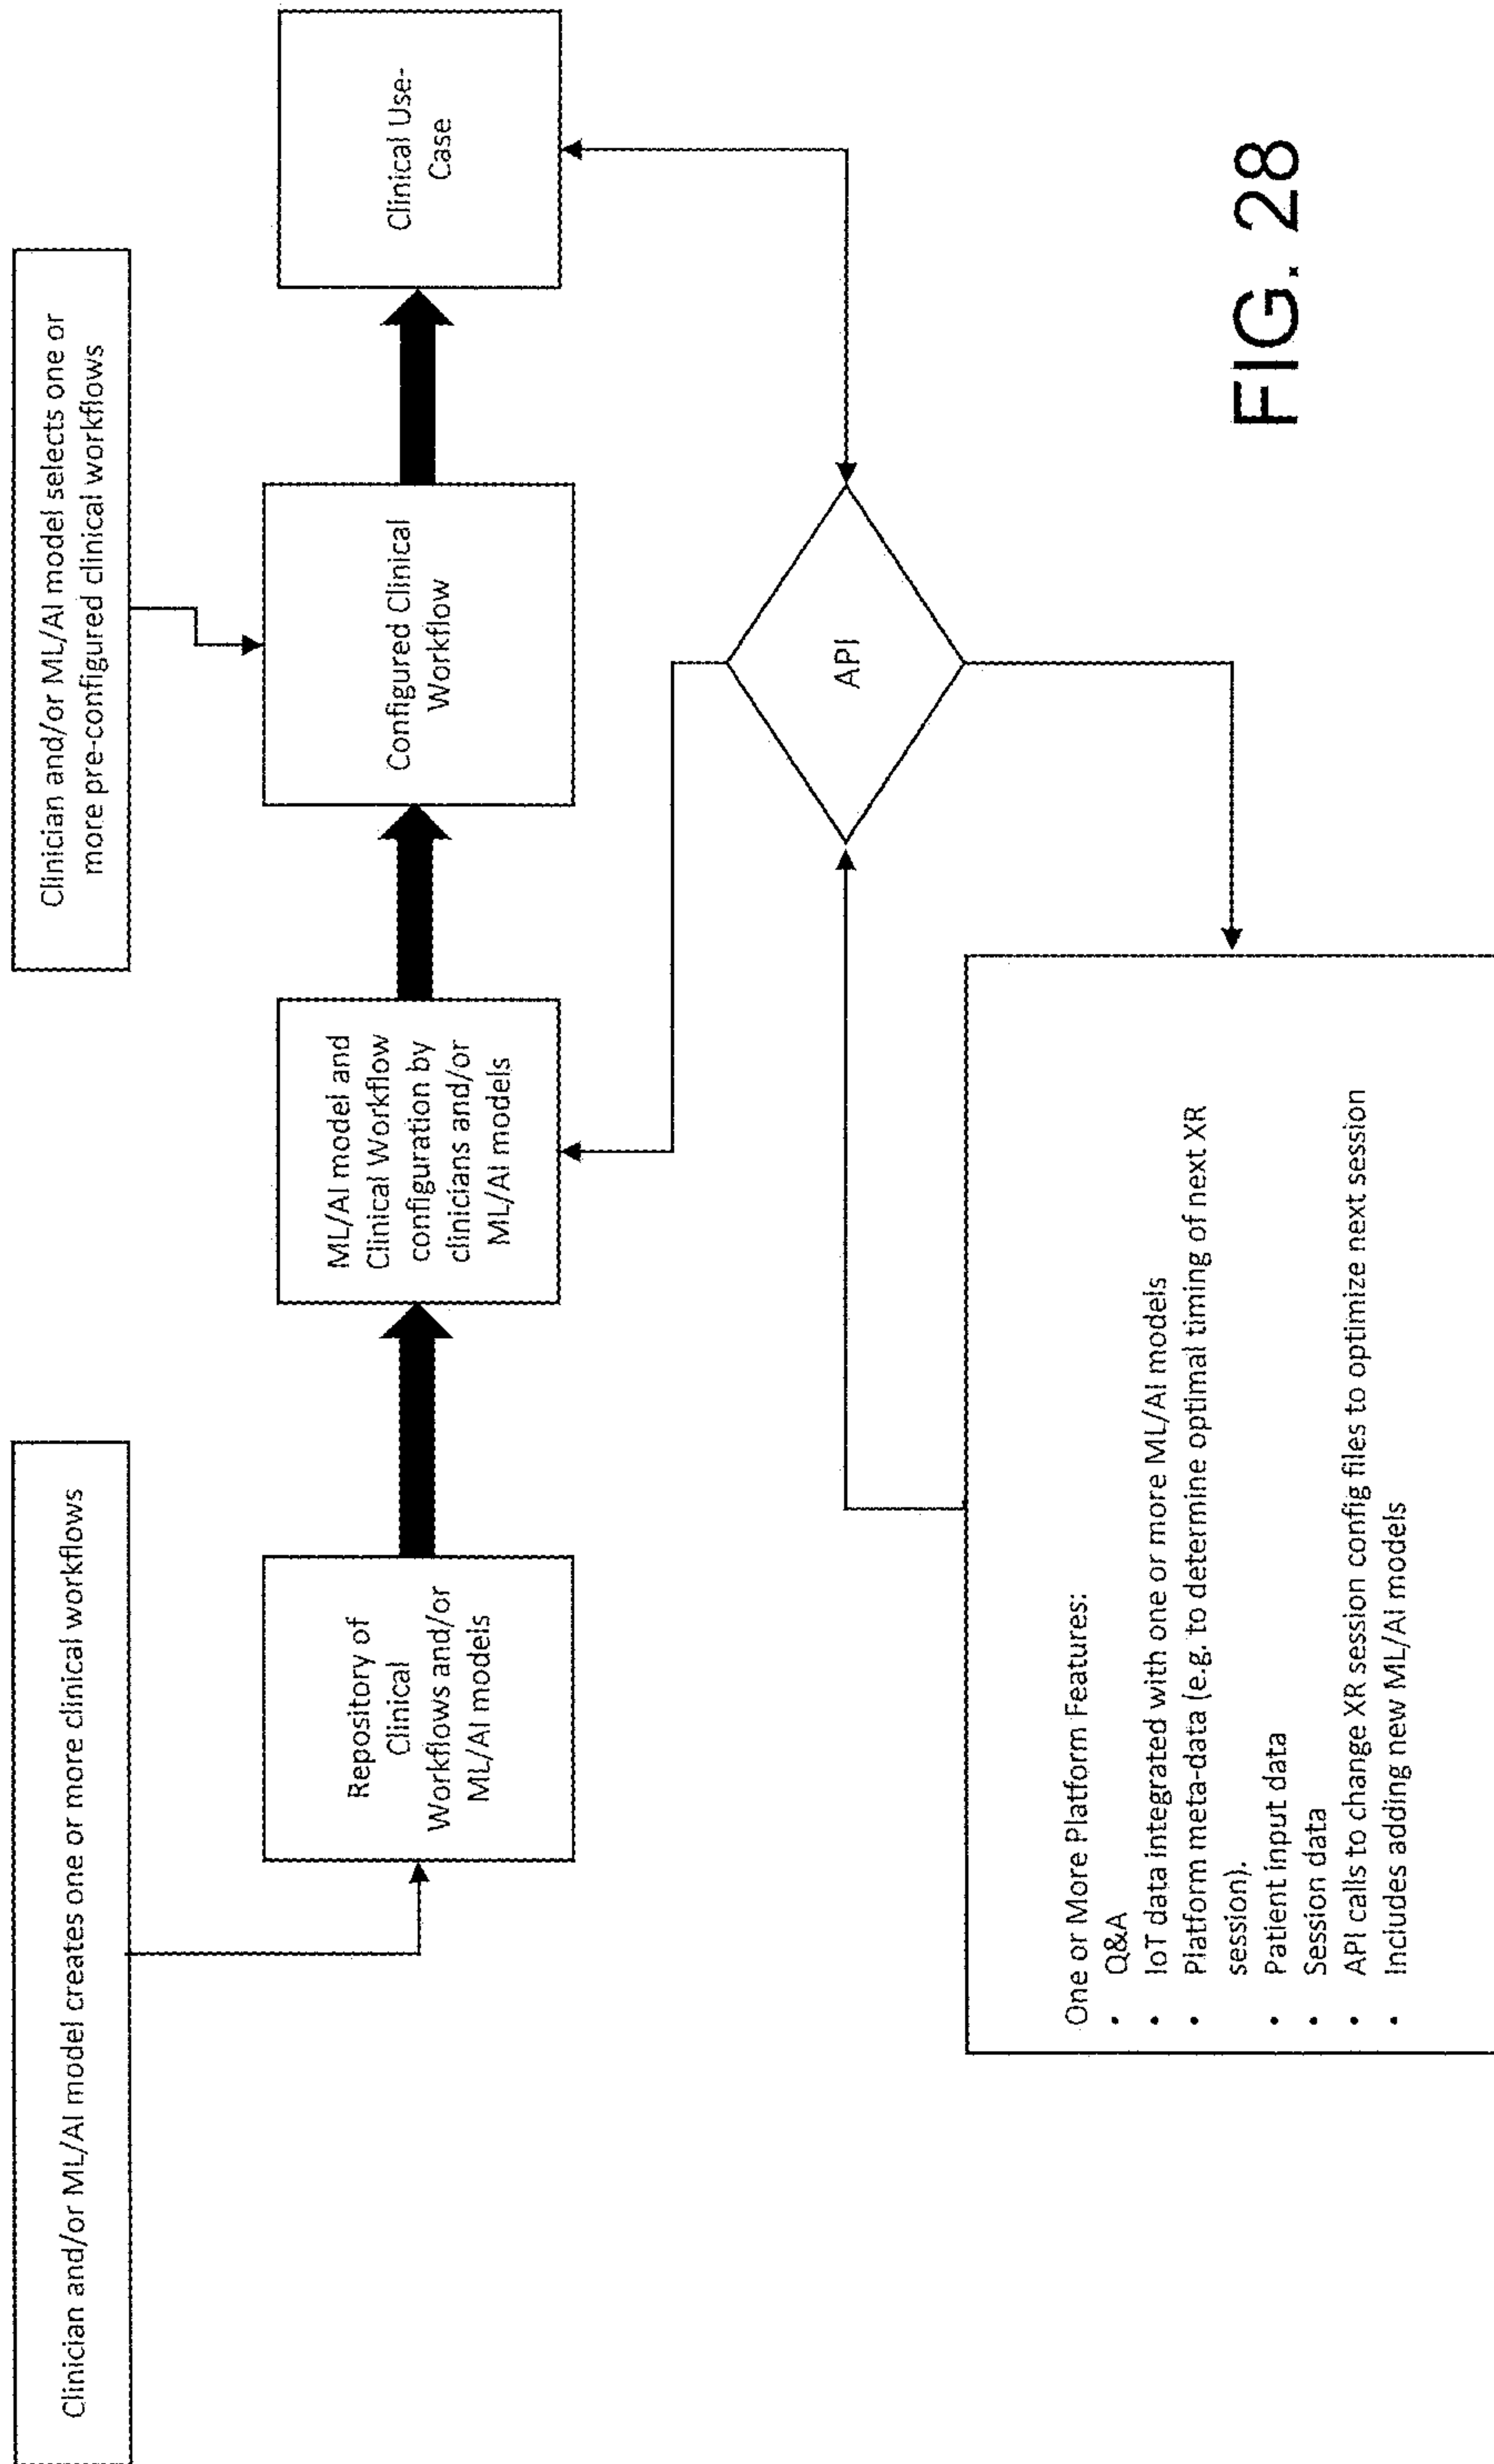 Clinician and/or ML/AI model creates one or more clinical workflows
Clinician and/or ML/AI model selects one or
more pre-configured clinical workflows
Repository of
Clinical
Workflows and/or
ML/AI models
ML/AI model and
Clinical Workflow
configuration by
clinicians and/or
ML/AI models
Configured Clinical
Workflow
Clinical Use-
Case
API
One or More Platform Features:
• Q&A
• IoT data integrated with one or more ML/AI models
• Platform meta-data (e.g. to determine optimal timing of next XR
session).
• Patient input data
• Session data
• API calls to change XR session config files to optimize next session
• Includes adding new ML/AI models
FIG. 28